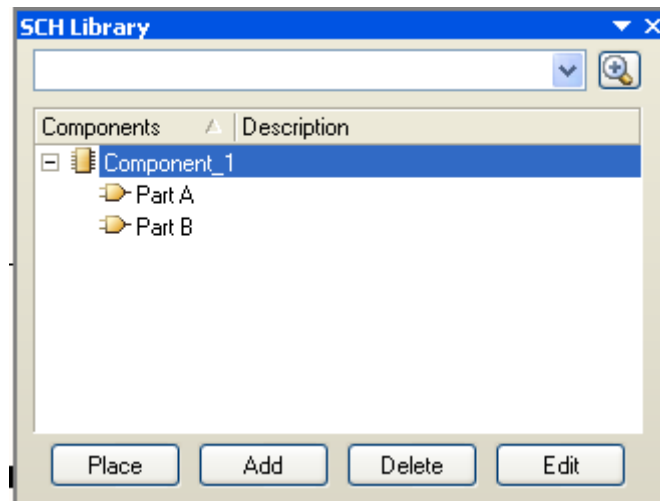 SCH Library
Components Description
Component_1
Part A
Part B
Place Add Delete Edit